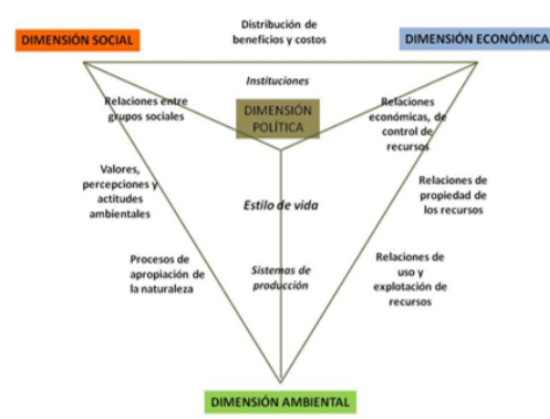 Distribución de
beneficios y costos
DIMENSIÓN SOCIAL
DIMENSIÓN ECONÓMICA
Instituciones
DIMENSIÓN
POLÍTICA
Relaciones entre
grupos sociales
Relaciones
económicas, de
control de
recursos
Valores,
percepciones y
actitudes
ambientales
Estilo de vida
Relaciones de
propiedad de
los recursos
Procesos de
apropiación de
la naturaleza
Sistemas de
producción
Relaciones de
uso y
explotación de
recursos
DIMENSIÓN AMBIENTAL